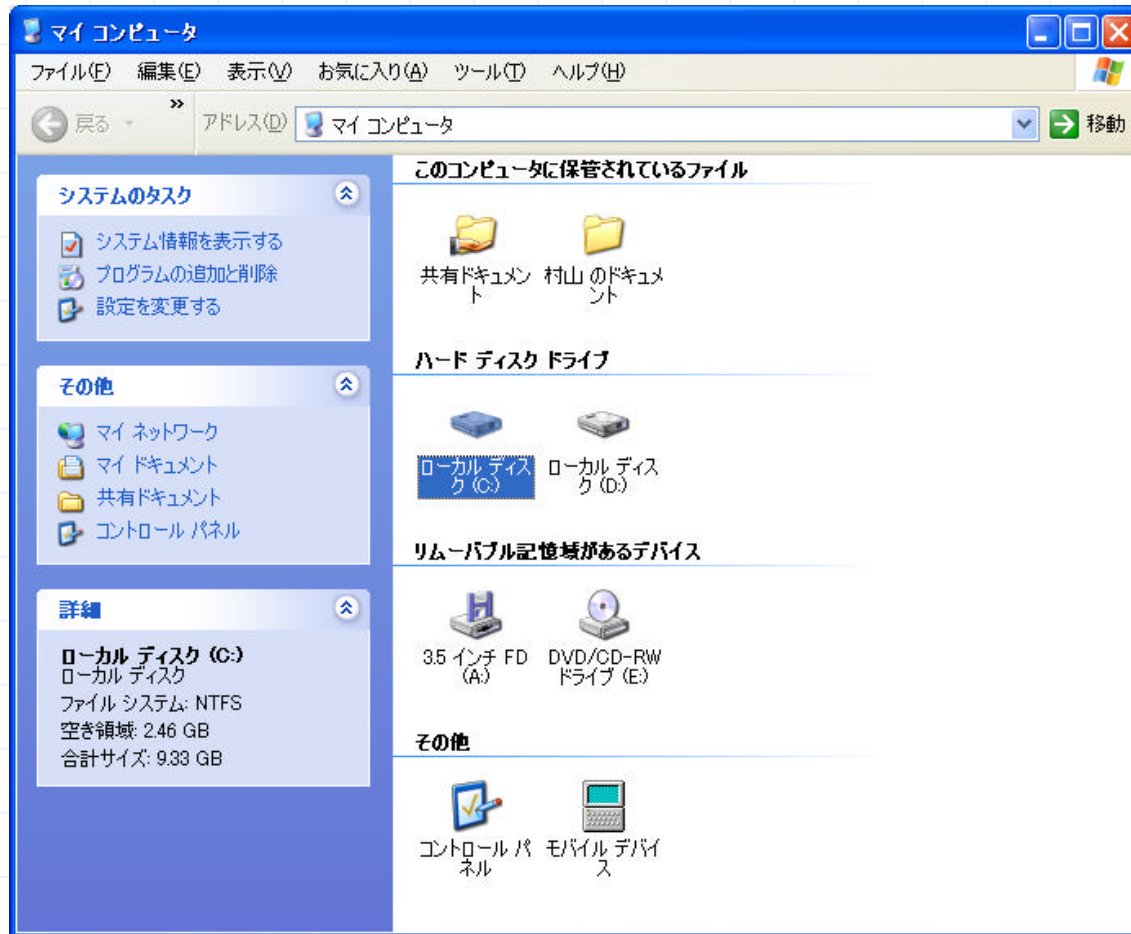 マイ コンピュータ
ファイル(F) 編集(E) 表示(V) お気に入り(A) ツール(T) ヘルプ(H)
戻る » アドレス(D) マイ コンピュータ 移動
システムのタスク
システム情報を表示する
プログラムの追加と削除
設定を変更する
その他
マイ ネットワーク
マイ ドキュメント
共有ドキュメント
コントロール パネル
詳細
ローカル ディスク (C:)
ローカル ディスク
ファイル システム: NTFS
空き領域: 2.46 GB
合計サイズ: 9.33 GB
このコンピュータに保管されているファイル
共有ドキュメン
ト
村山 のドキュメ
ント
ハード ディスク ドライブ
ローカル ディス
ク (C:)
ローカル ディス
ク (D:)
リムーバブル記憶域があるデバイス
3.5 インチ FD
(A:)
DVD/CD-RW
ドライブ (E:)
その他
コントロール パ
ネル
モバイル デバイ
ス